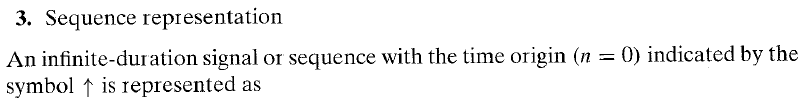 3. Sequence representation
An infinite-duration signal or sequence with the time origin (n = 0) indicated by the
symbol ↑ is represented as